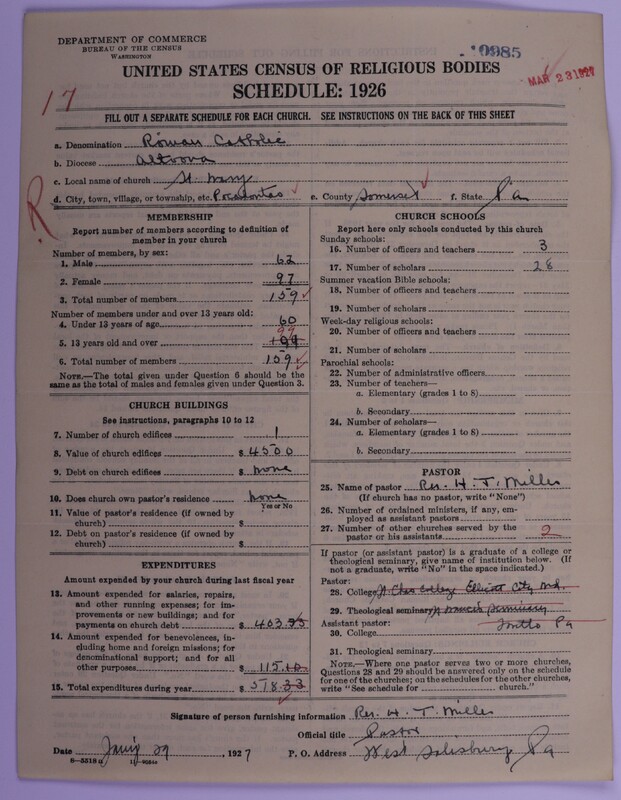 DEPARTMENT OF COMMERCE
BUREAU OF THE CENSUS
WASHINGTON
0985
MAR 23 1927
UNITED STATES CENSUS OF RELIGIOUS BODIES
SCHEDULE: 1926
17
FILL OUT A SEPARATE SCHEDULE FOR EACH CHURCH. SEE INSTRUCTIONS ON THE BACK OF THIS SHEET
a. Denomination Roman Catholic
b. Diocese Altoona
c. Local name of church St. Mary
d. City, town, village, or township, etc. Pocahontas e. County Somerset f. State Pa
R
MEMBERSHIP
Report number of members according to definition of member in your church
Number of members, by sex:
1. Male 62
2. Female 97
3. Total number of members 159
Number of members under and over 13 years old:
4. Under 13 years of age 60
99
5. 13 years old and over
6. Total number of members 159
NOTE.—The total given under Question 6 should be the
same as the total of males and females given under Question 3.
CHURCH BUILDINGS
See instructions, paragraphs 10 to 12
7. Number of church edifices 1
8. Value of church edifices $ 4500
9. Debt on church edifices $ None
10. Does church own pastor's residence None
Yes or No
11. Value of pastor's residence (if owned by
church) $
12. Debt on pastor's residence (if owned by
church) $
EXPENDITURES
Amount expended by your church during last fiscal year
13. Amount expended for salaries, repairs,
and other running expenses; for im-
provements or new buildings; and for
payments on church debt $ 403.
14. Amount expended for benevolences, in-
cluding home and foreign missions; for
denominational support; and for all
other purposes $ 115.10
15. Total expenditures during year $ 518.33
CHURCH SCHOOLS
Report here only schools conducted by this church
Sunday schools:
16. Number of officers and teachers 3
17. Number of scholars 28
Summer vacation Bible schools:
18. Number of officers and teachers
19. Number of scholars
Week-day religious schools:
20. Number of officers and teachers
21. Number of scholars
Parochial schools:
22. Number of administrative officers
23. Number of teachers—
a. Elementary (grades 1 to 8)
b. Secondary
24. Number of scholars—
a. Elementary (grades 1 to 8)
b. Secondary
PASTOR
25. Name of pastor Rev. H. T. Miller
(If church has no pastor, write "None")
26. Number of ordained ministers, if any, em-
ployed as assistant pastors
27. Number of other churches served by the
pastor or his assistants 2
If pastor (or assistant pastor) is a graduate of a college or
theological seminary, give name of institution below. (If
not a graduate, write "No" in the space indicated.)
Pastor:
28. College St Chas College Ellicott City Md.
29. Theological seminary St Francis Seminary
Assistant pastor: Loretto Pa
30. College
31. Theological seminary
NOTE.—Where one pastor serves two or more churches,
Questions 28 and 29 should be answered only on the schedule
for one of the churches; on the schedules for the other churches,
write "See schedule for church."
Signature of person furnishing information Rev. H. T. Miller
Official title Pastor
Date 29, 1927 P. O. Address West Salisbury Pa
8—5518a